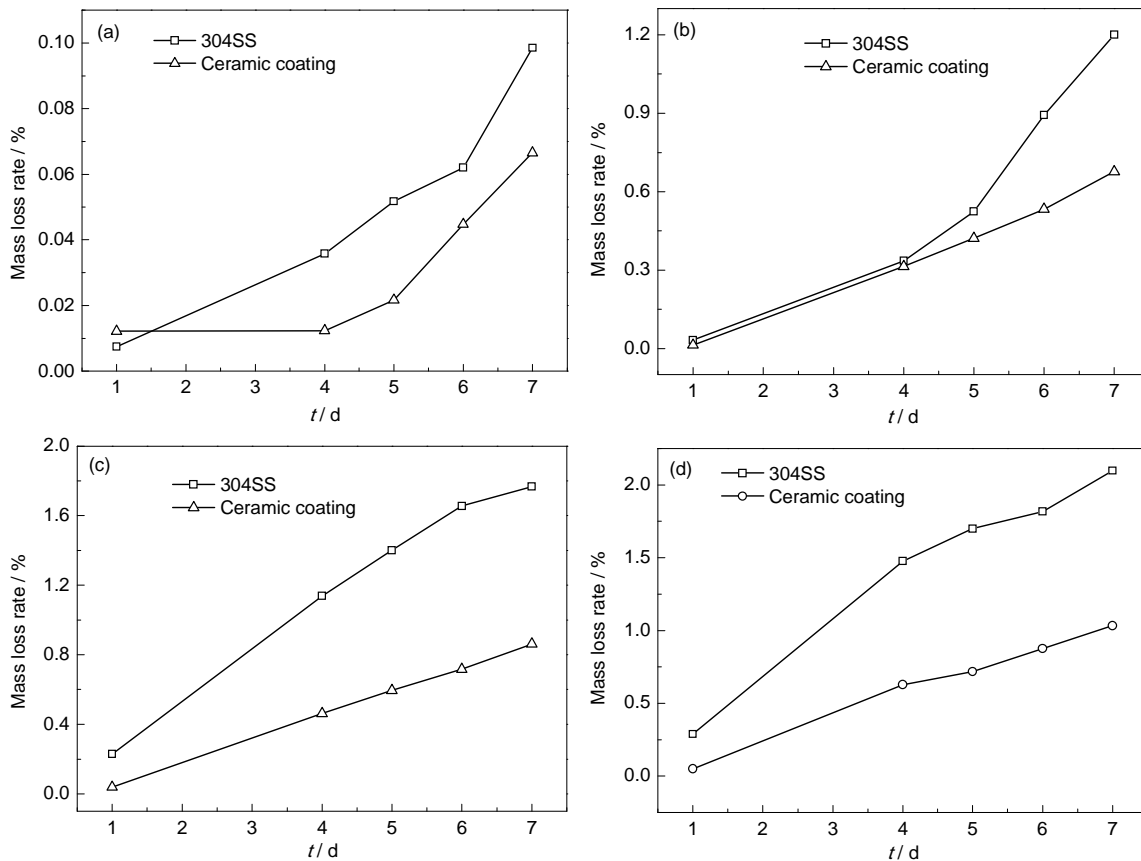 (a)
304SS
Ceramic coating
0.10
0.08
0.06
0.04
0.02
0.00
Mass loss rate / %
1 2 3 4 5 6 7
t / d
(b)
304SS
Ceramic coating
1.2
0.9
0.6
0.3
0.0
Mass loss rate / %
1 2 3 4 5 6 7
t / d
(c)
304SS
Ceramic coating
2.0
1.6
1.2
0.8
0.4
0.0
Mass loss rate / %
1 2 3 4 5 6 7
t / d
(d)
304SS
Ceramic coating
2.0
1.5
1.0
0.5
0.0
Mass loss rate / %
1 2 3 4 5 6 7
t / d